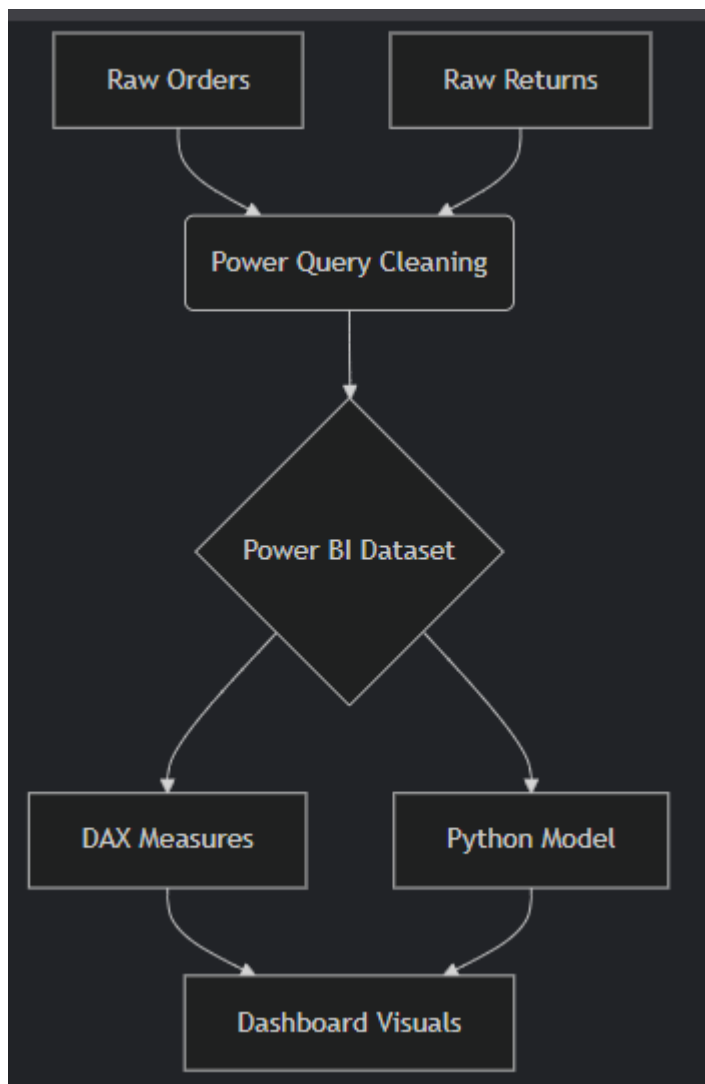 Raw Orders
Raw Returns
Power Query Cleaning
Power BI Dataset
DAX Measures
Python Model
Dashboard Visuals